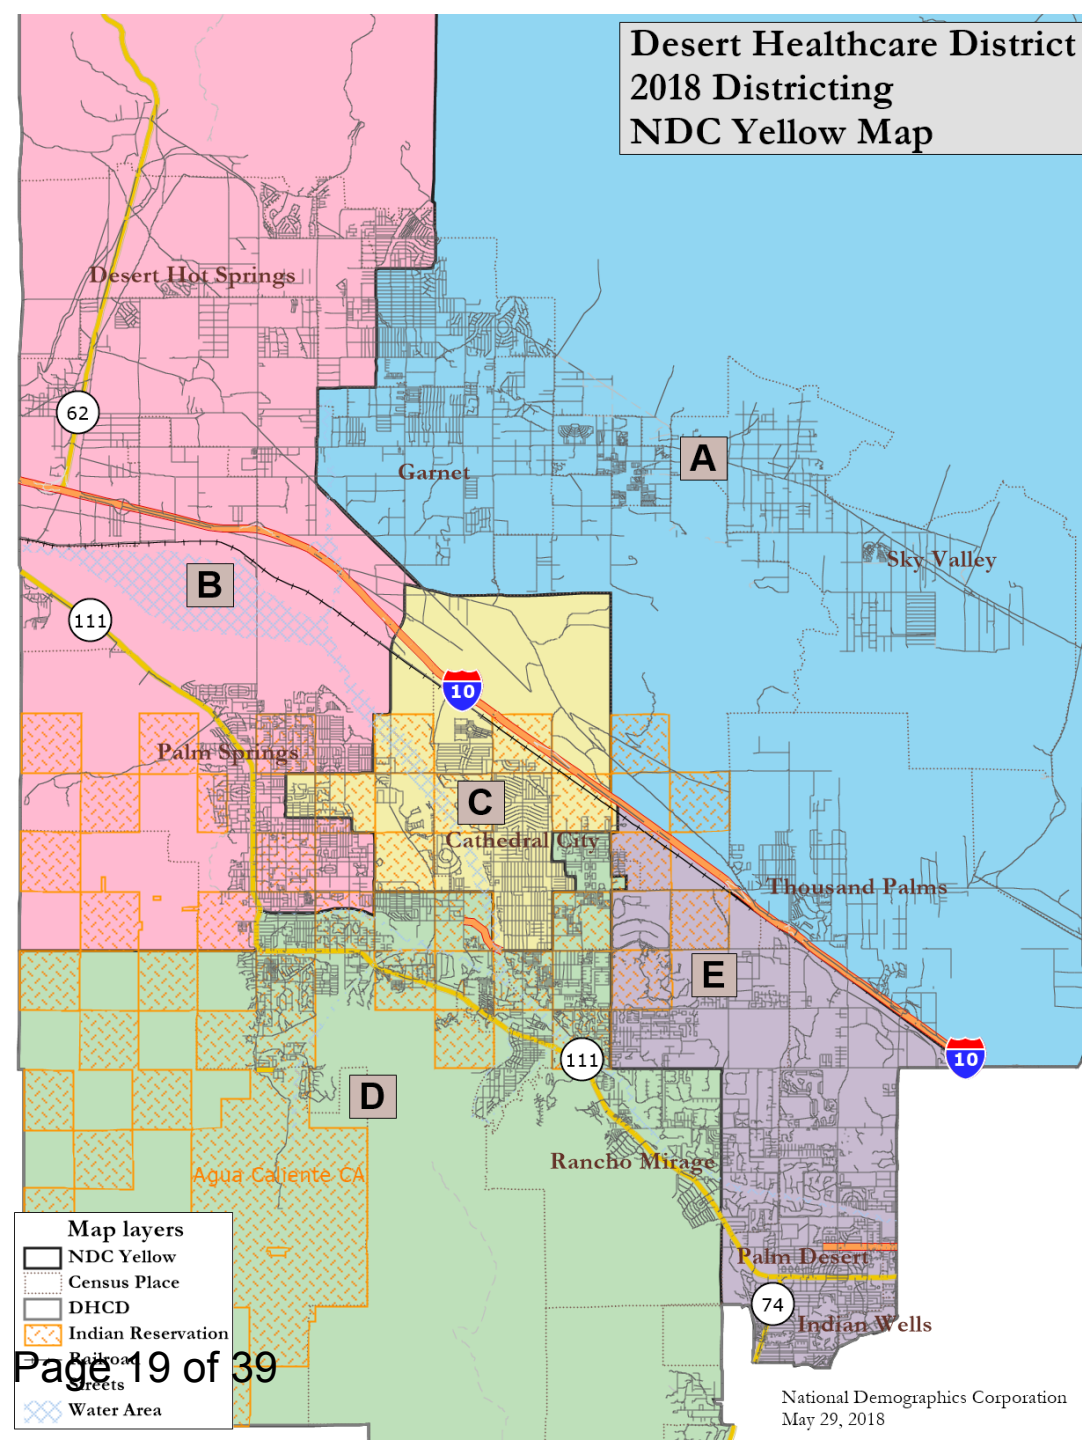 Desert Healthcare District
2018 Districting
NDC Yellow Map
Desert Hot Springs
62
Garnet
A
Sky Valley
B
111
10
Palm Springs
C
Cathedral City
Thousand Palms
E
111
10
D
Rancho Mirage
Agua Caliente CA
Palm Desert
74
Indian Wells
Map layers
NDC Yellow
Census Place
DHCD
Indian Reservation
Railroad
Streets
Water Area
Page 19 of 39
National Demographics Corporation
May 29, 2018